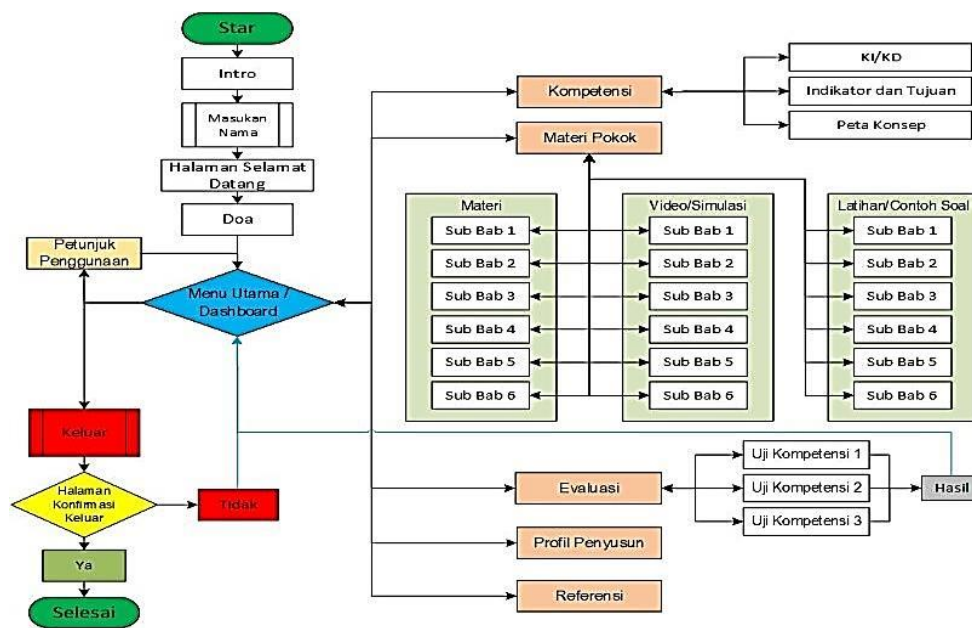 Star
Intro
Masukan
Nama
Halaman Selamat
Datang
Doa
Petunjuk
Penggunaan
Menu Utama /
Dashboard
Keluar
Halaman
Konfirmasi
Keluar
Tidak
Ya
Selesai
Kompetensi
KI/KD
Indikator dan Tujuan
Peta Konsep
Materi Pokok
Materi
Sub Bab 1
Sub Bab 2
Sub Bab 3
Sub Bab 4
Sub Bab 5
Sub Bab 6
Video/Simulasi
Sub Bab 1
Sub Bab 2
Sub Bab 3
Sub Bab 4
Sub Bab 5
Sub Bab 6
Latihan/Contoh Soal
Sub Bab 1
Sub Bab 2
Sub Bab 3
Sub Bab 4
Sub Bab 5
Sub Bab 6
Evaluasi
Uji Kompetensi 1
Uji Kompetensi 2
Uji Kompetensi 3
Hasil
Profil Penyusun
Referensi